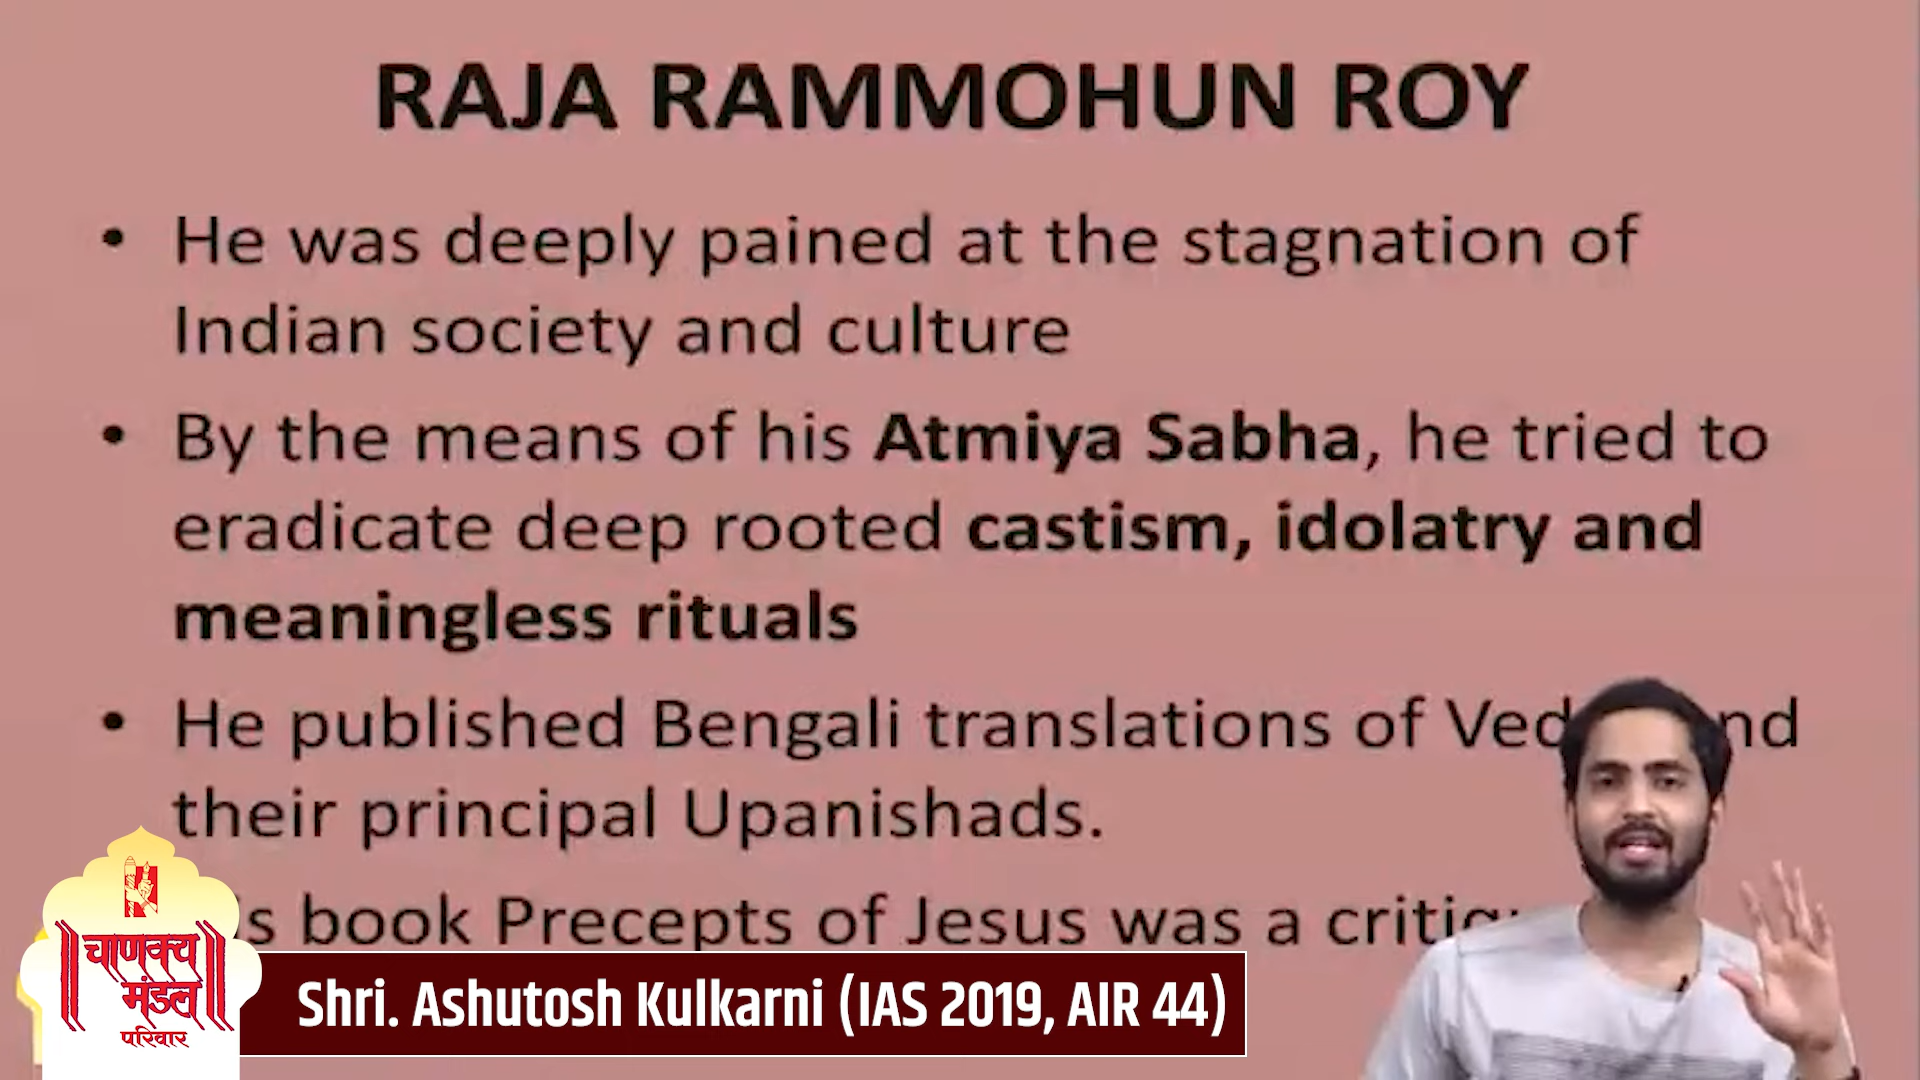 RAJA RAMMOHUN ROY
• He was deeply pained at the stagnation of
Indian society and culture
• By the means of his Atmiya Sabha, he tried to
eradicate deep rooted castism, idolatry and
meaningless rituals
• He published Bengali translations of
their principal Upanishads.
book Precepts of Jesus was a
चाणक्य
मंडल
परिवार
Shri. Ashutosh Kulkarni (IAS 2019, AIR 44)